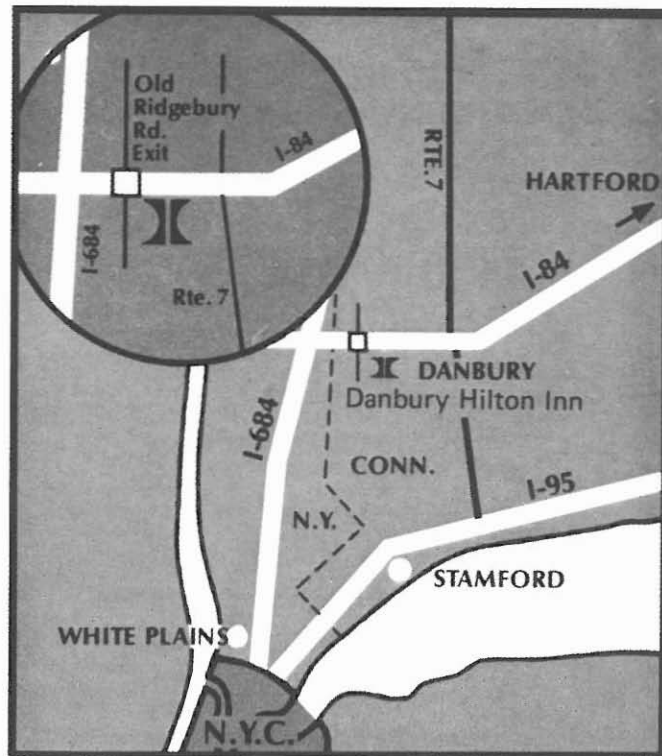 Old
Ridgebury
Rd.
Exit
I-84
I-684
Rte. 7
RTE.7
HARTFORD
I-84
DANBURY
Danbury Hilton Inn
I-684
CONN.
I-95
N.Y.
STAMFORD
WHITE PLAINS
N.Y.C.